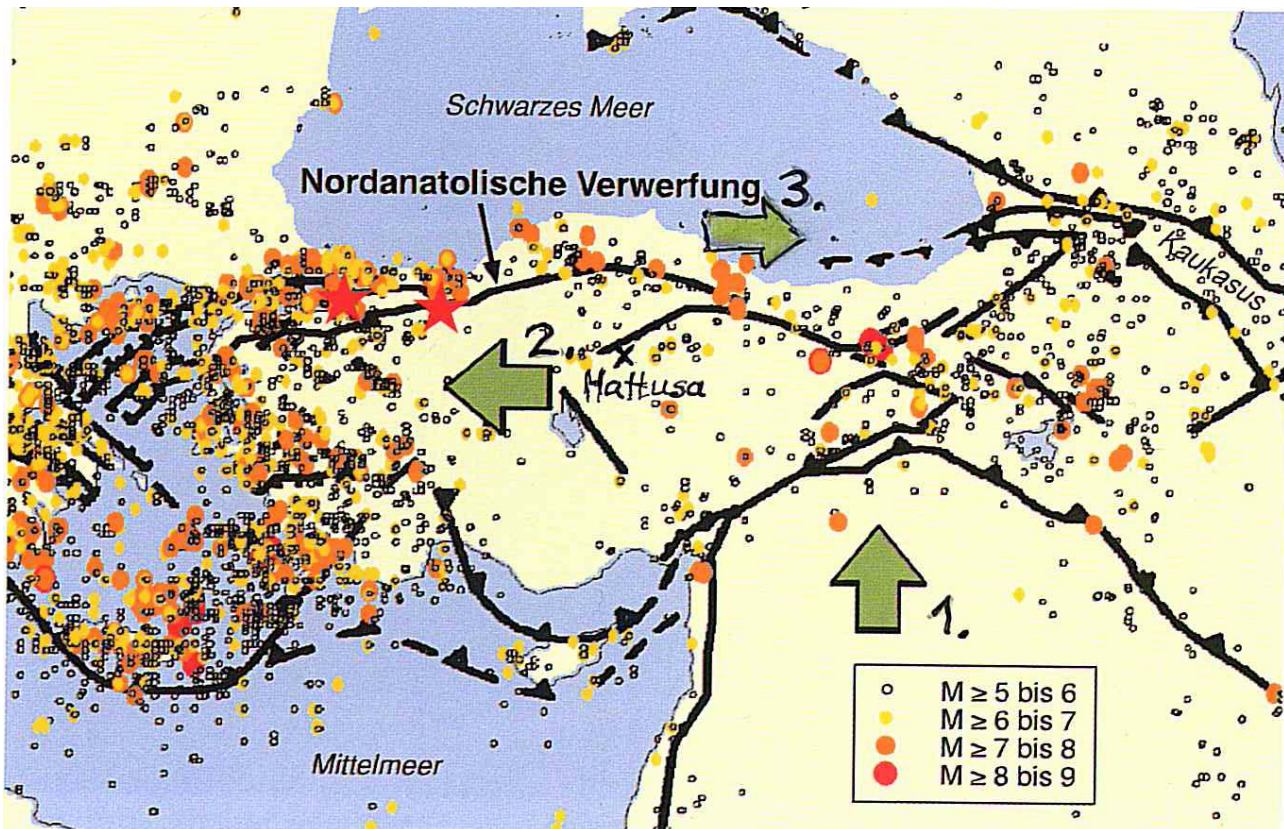 Schwarzes Meer
Nordanatolische Verwerfung 3.
Kaukasus
2.
Hattusa
1.
M ≥ 5 bis 6
M ≥ 6 bis 7
M ≥ 7 bis 8
M ≥ 8 bis 9
Mittelmeer